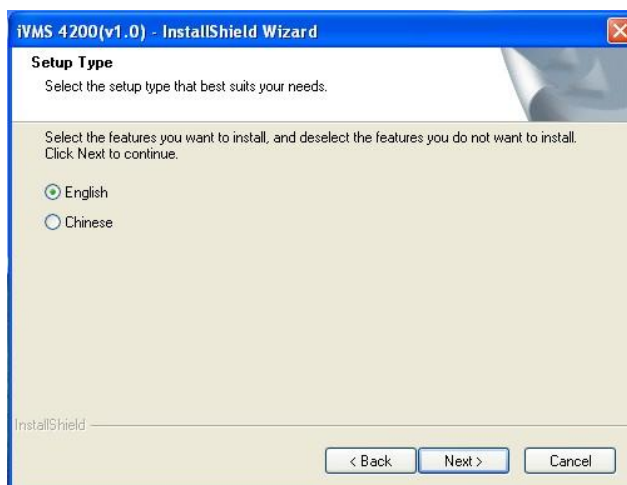 iVMS 4200(v1.0) - InstallShield Wizard
Setup Type
Select the setup type that best suits your needs.
Select the features you want to install, and deselect the features you do not want to install.
Click Next to continue.
English
Chinese
InstallShield
< Back
Next >
Cancel